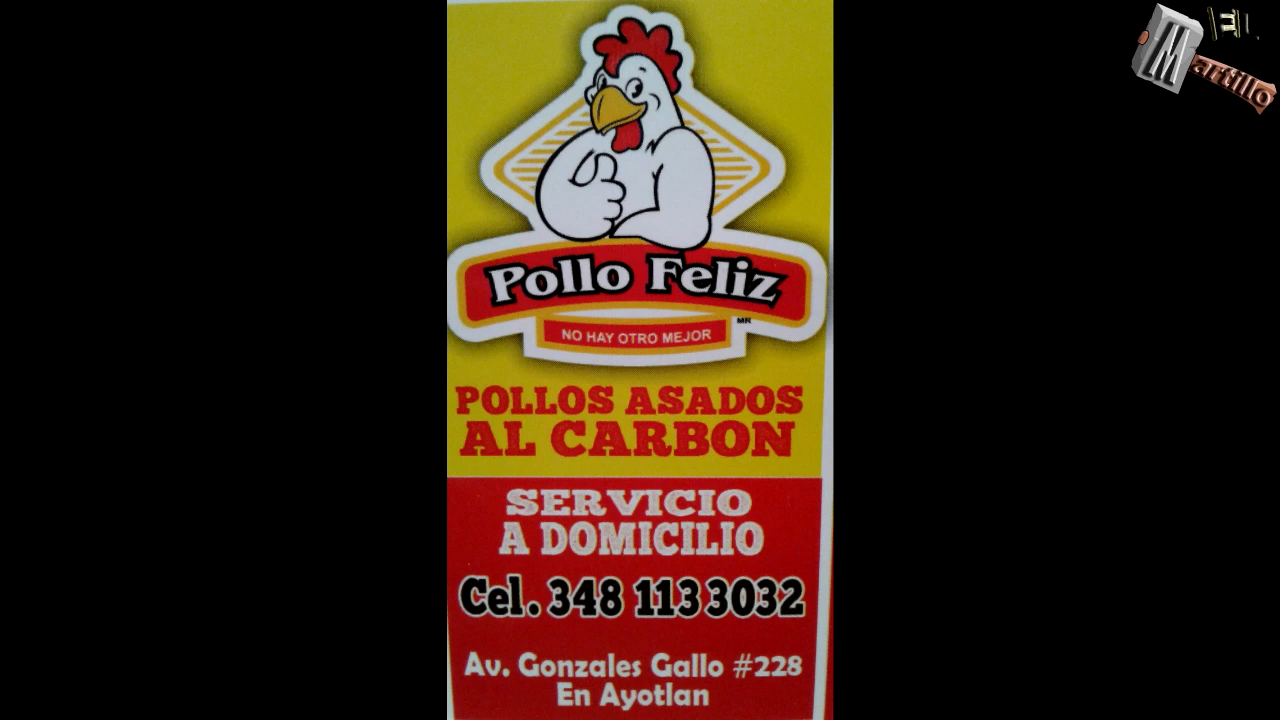 Martillo
Pollo Feliz
MR
NO HAY OTRO MEJOR
POLLOS ASADOS
AL CARBON
SERVICIO
A DOMICILIO
Cel. 348 113 3032
Av. Gonzales Gallo #228
En Ayotlan